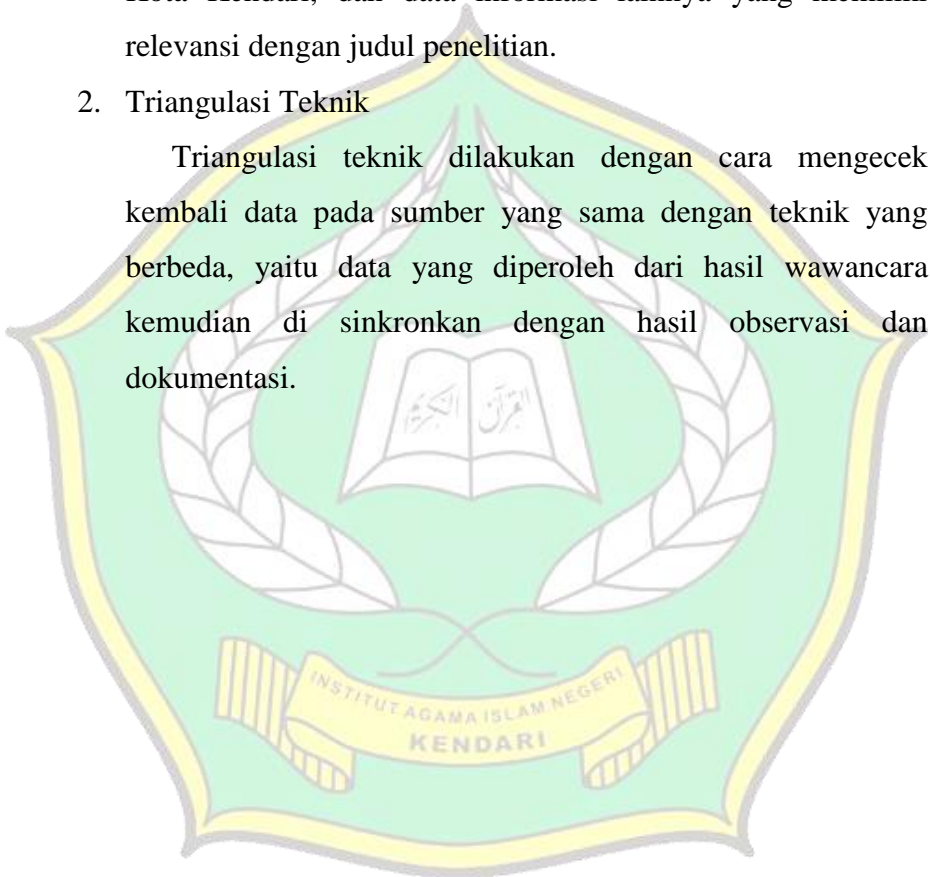 Kota Kendari, dan data informasi lainnya yang memiliki
relevansi dengan judul penelitian.
2. Triangulasi Teknik
Triangulasi teknik dilakukan dengan cara mengecek
kembali data pada sumber yang sama dengan teknik yang
berbeda, yaitu data yang diperoleh dari hasil wawancara
kemudian di sinkronkan dengan hasil observasi dan
dokumentasi.
القرآن الكريم
INSTITUT AGAMA ISLAM NEGERI
KENDARI